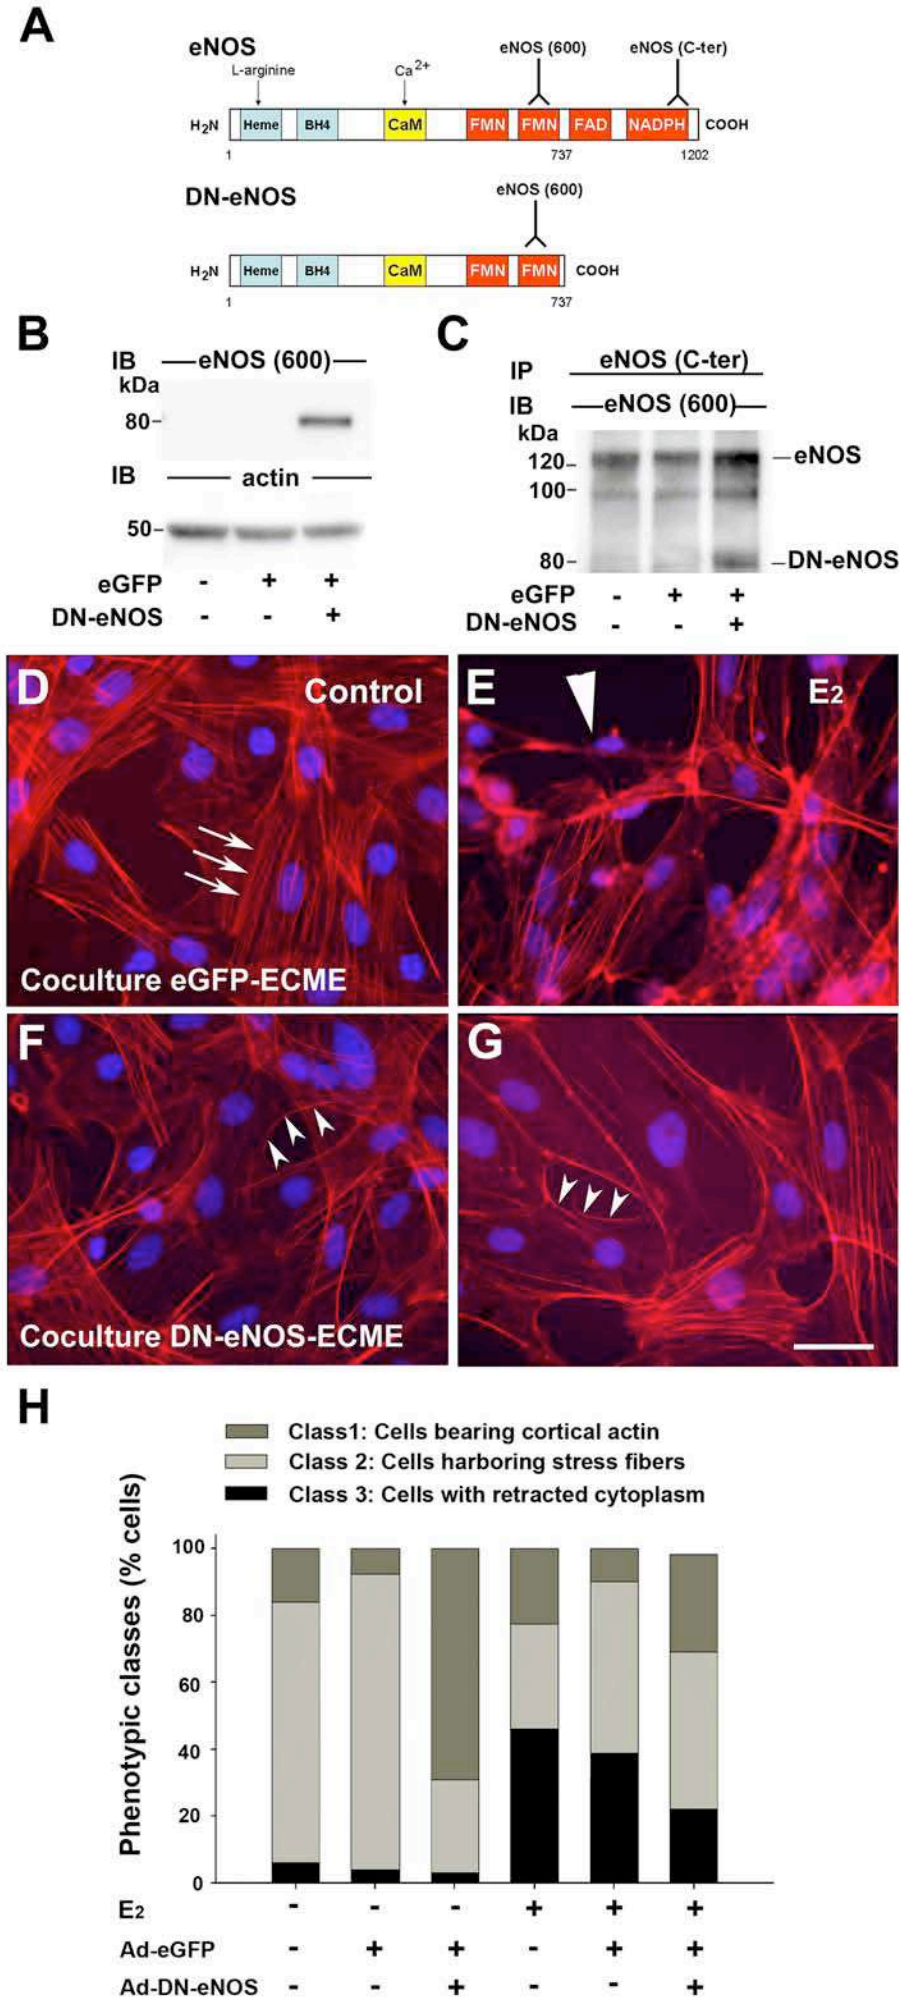 A
eNOS
eNOS (600)
eNOS (C-ter)
L-arginine
Ca2+
H2N
Heme
BH4
CaM
FMN
FMN
FAD
NADPH
COOH
1
737
1202
DN-eNOS
eNOS (600)
H2N
Heme
BH4
CaM
FMN
FMN
COOH
1
737
B
IB
eNOS (600)
kDa
80
IB
actin
50
eGFP - + +
DN-eNOS - - +
C
IP
eNOS (C-ter)
IB
eNOS (600)
kDa
120
100
80
eNOS
DN-eNOS
eGFP - + +
DN-eNOS - - +
D
Control
Coculture eGFP-ECME
E
E2
F
Coculture DN-eNOS-ECME
G
H
Class1: Cells bearing cortical actin
Class 2: Cells harboring stress fibers
Class 3: Cells with retracted cytoplasm
Phenotypic classes (% cells)
100
80
60
40
20
0
E2 - - - + + +
Ad-eGFP - + + - + +
Ad-DN-eNOS - - + - - +